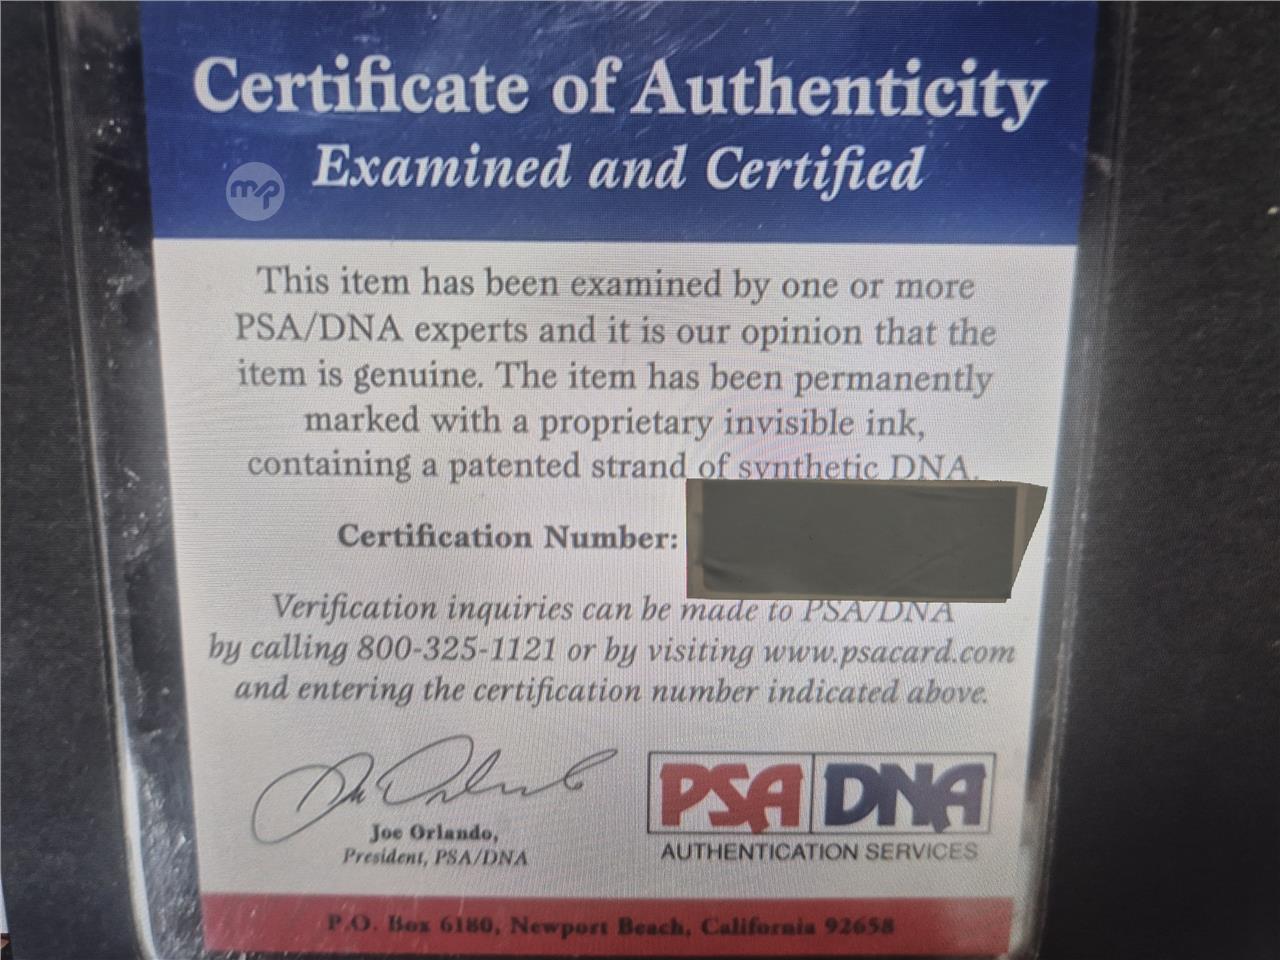 Certificate of Authenticity
Examined and Certified
mp
This item has been examined by one or more
PSA/DNA experts and it is our opinion that the
item is genuine. The item has been permanently
marked with a proprietary invisible ink,
containing a patented strand of synthetic DNA.
Certification Number:
Verification inquiries can be made to PSA/DNA
by calling 800-325-1121 or by visiting www.psacard.com
and entering the certification number indicated above.
Joe Orlando,
President, PSA/DNA
PSA DNA
AUTHENTICATION SERVICES
P.O. Box 6180, Newport Beach, California 92658